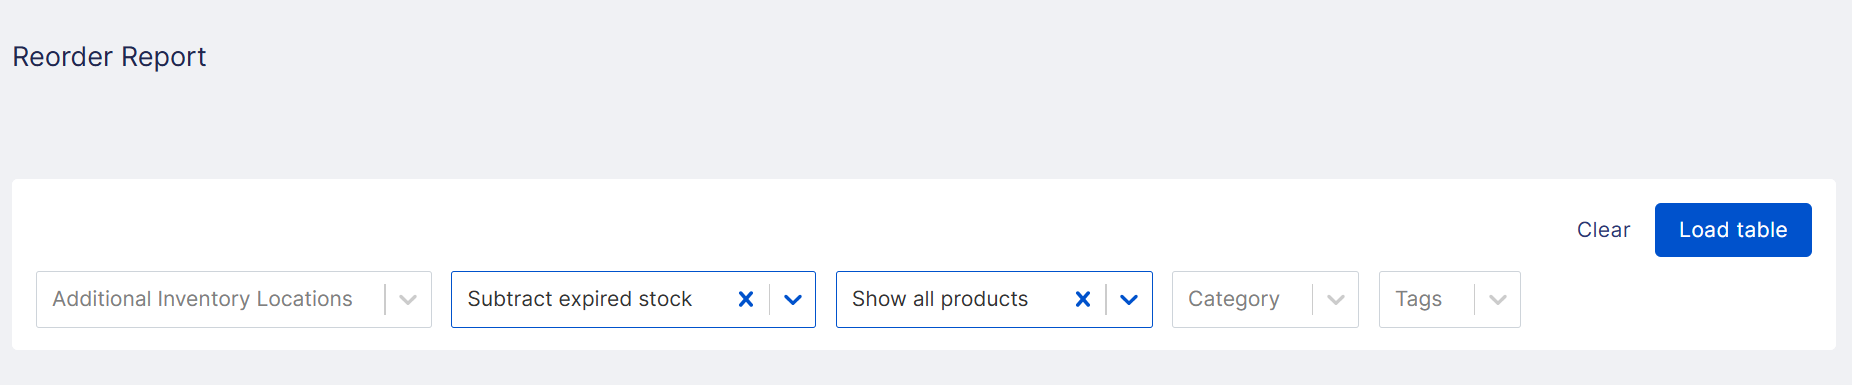 Reorder Report
Clear
Load table
Additional Inventory Locations
Subtract expired stock
Show all products
Category
Tags